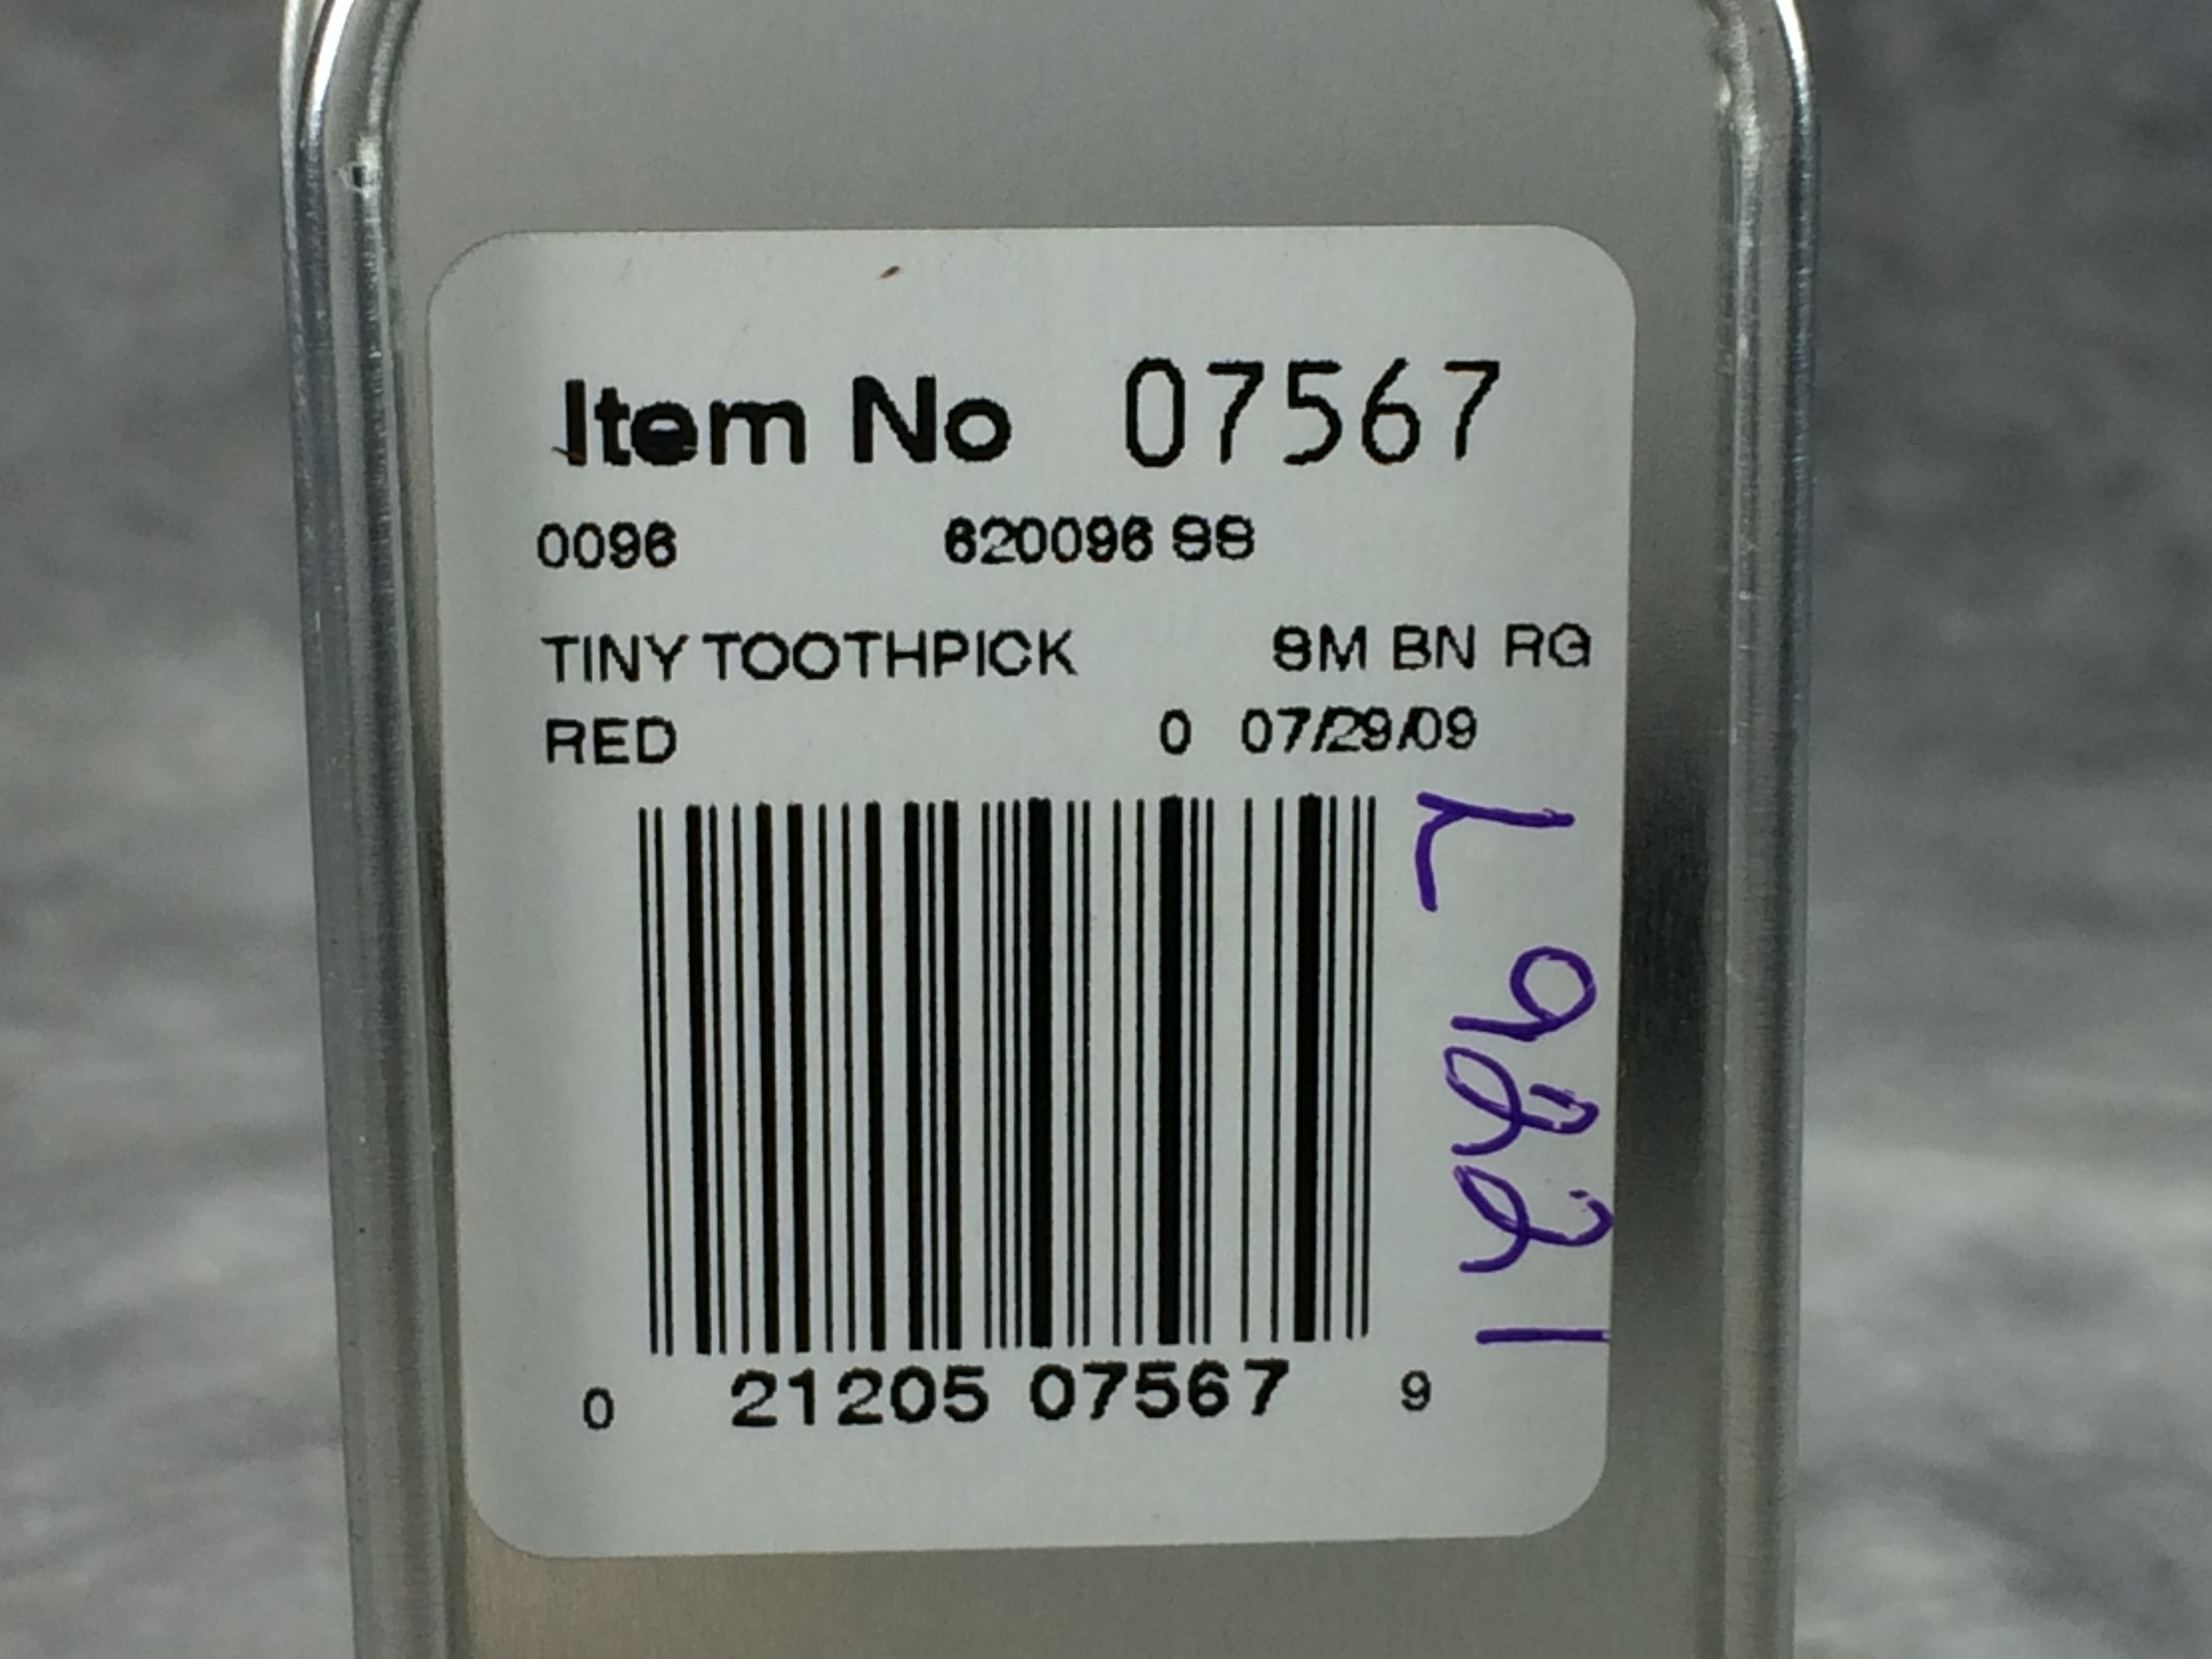 Item No 07567
0096 620096 SS
TINY TOOTHPICK SM BN RG
RED 0 07/29/09
0 21205 07567 9
L9221